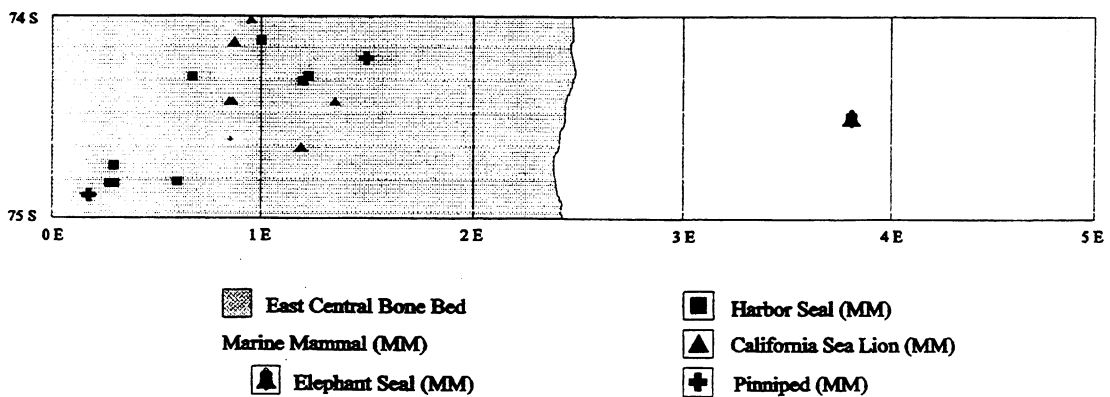 74 S
75 S
0 E 1 E 2 E 3 E 4 E 5 E
East Central Bone Bed
Marine Mammal (MM)
Elephant Seal (MM)
Harbor Seal (MM)
California Sea Lion (MM)
Pinniped (MM)